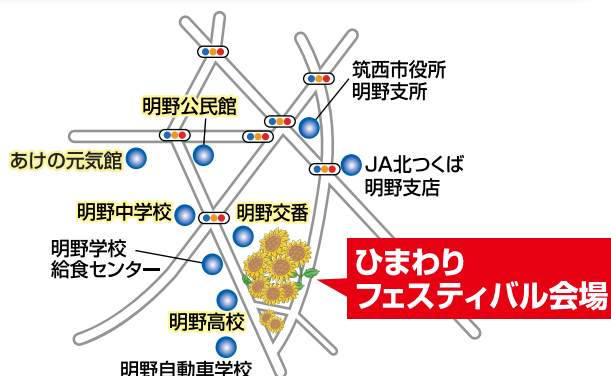 筑西市役所
明野支所
明野公民館
あけの元気館
JA北つくば
明野支店
明野中学校
明野交番
明野学校
給食センター
ひまわり
フェスティバル会場
明野高校
明野自動車学校